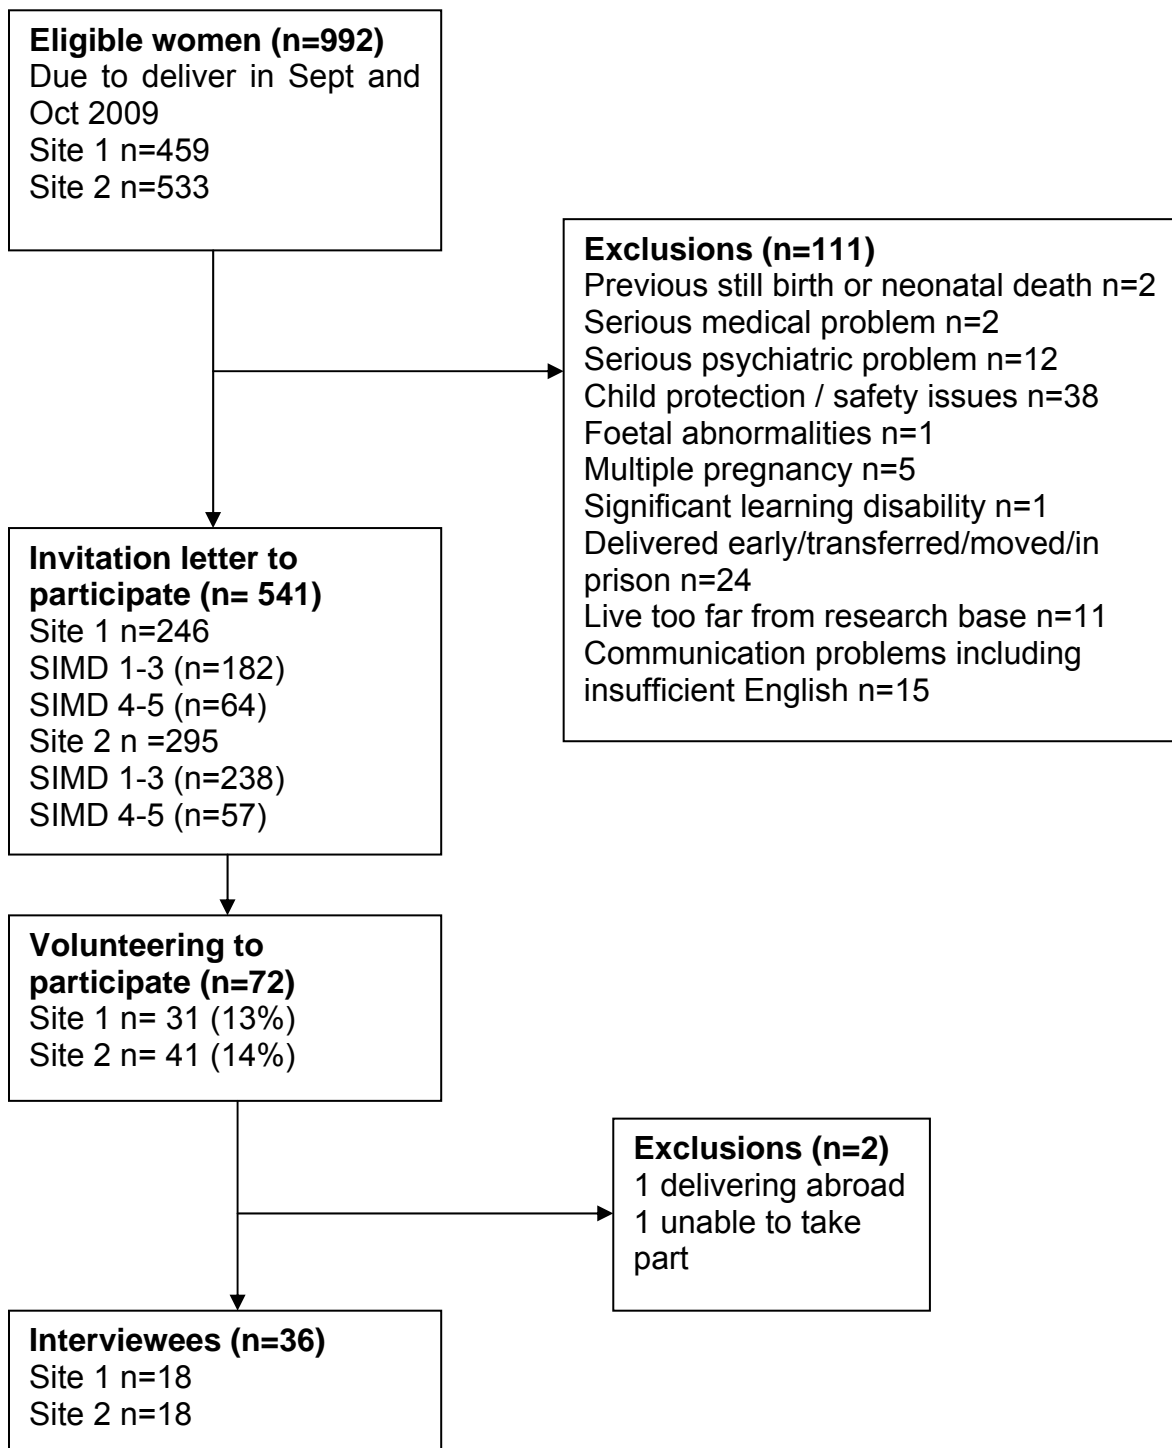 Eligible women (n=992)
Due to deliver in Sept and
Oct 2009
Site 1 n=459
Site 2 n=533
Exclusions (n=111)
Previous still birth or neonatal death n=2
Serious medical problem n=2
Serious psychiatric problem n=12
Child protection / safety issues n=38
Foetal abnormalities n=1
Multiple pregnancy n=5
Significant learning disability n=1
Delivered early/transferred/moved/in
prison n=24
Live too far from research base n=11
Communication problems including
insufficient English n=15
Invitation letter to
participate (n= 541)
Site 1 n=246
SIMD 1-3 (n=182)
SIMD 4-5 (n=64)
Site 2 n =295
SIMD 1-3 (n=238)
SIMD 4-5 (n=57)
Volunteering to
participate (n=72)
Site 1 n= 31 (13%)
Site 2 n= 41 (14%)
Exclusions (n=2)
1 delivering abroad
1 unable to take
part
Interviewees (n=36)
Site 1 n=18
Site 2 n=18